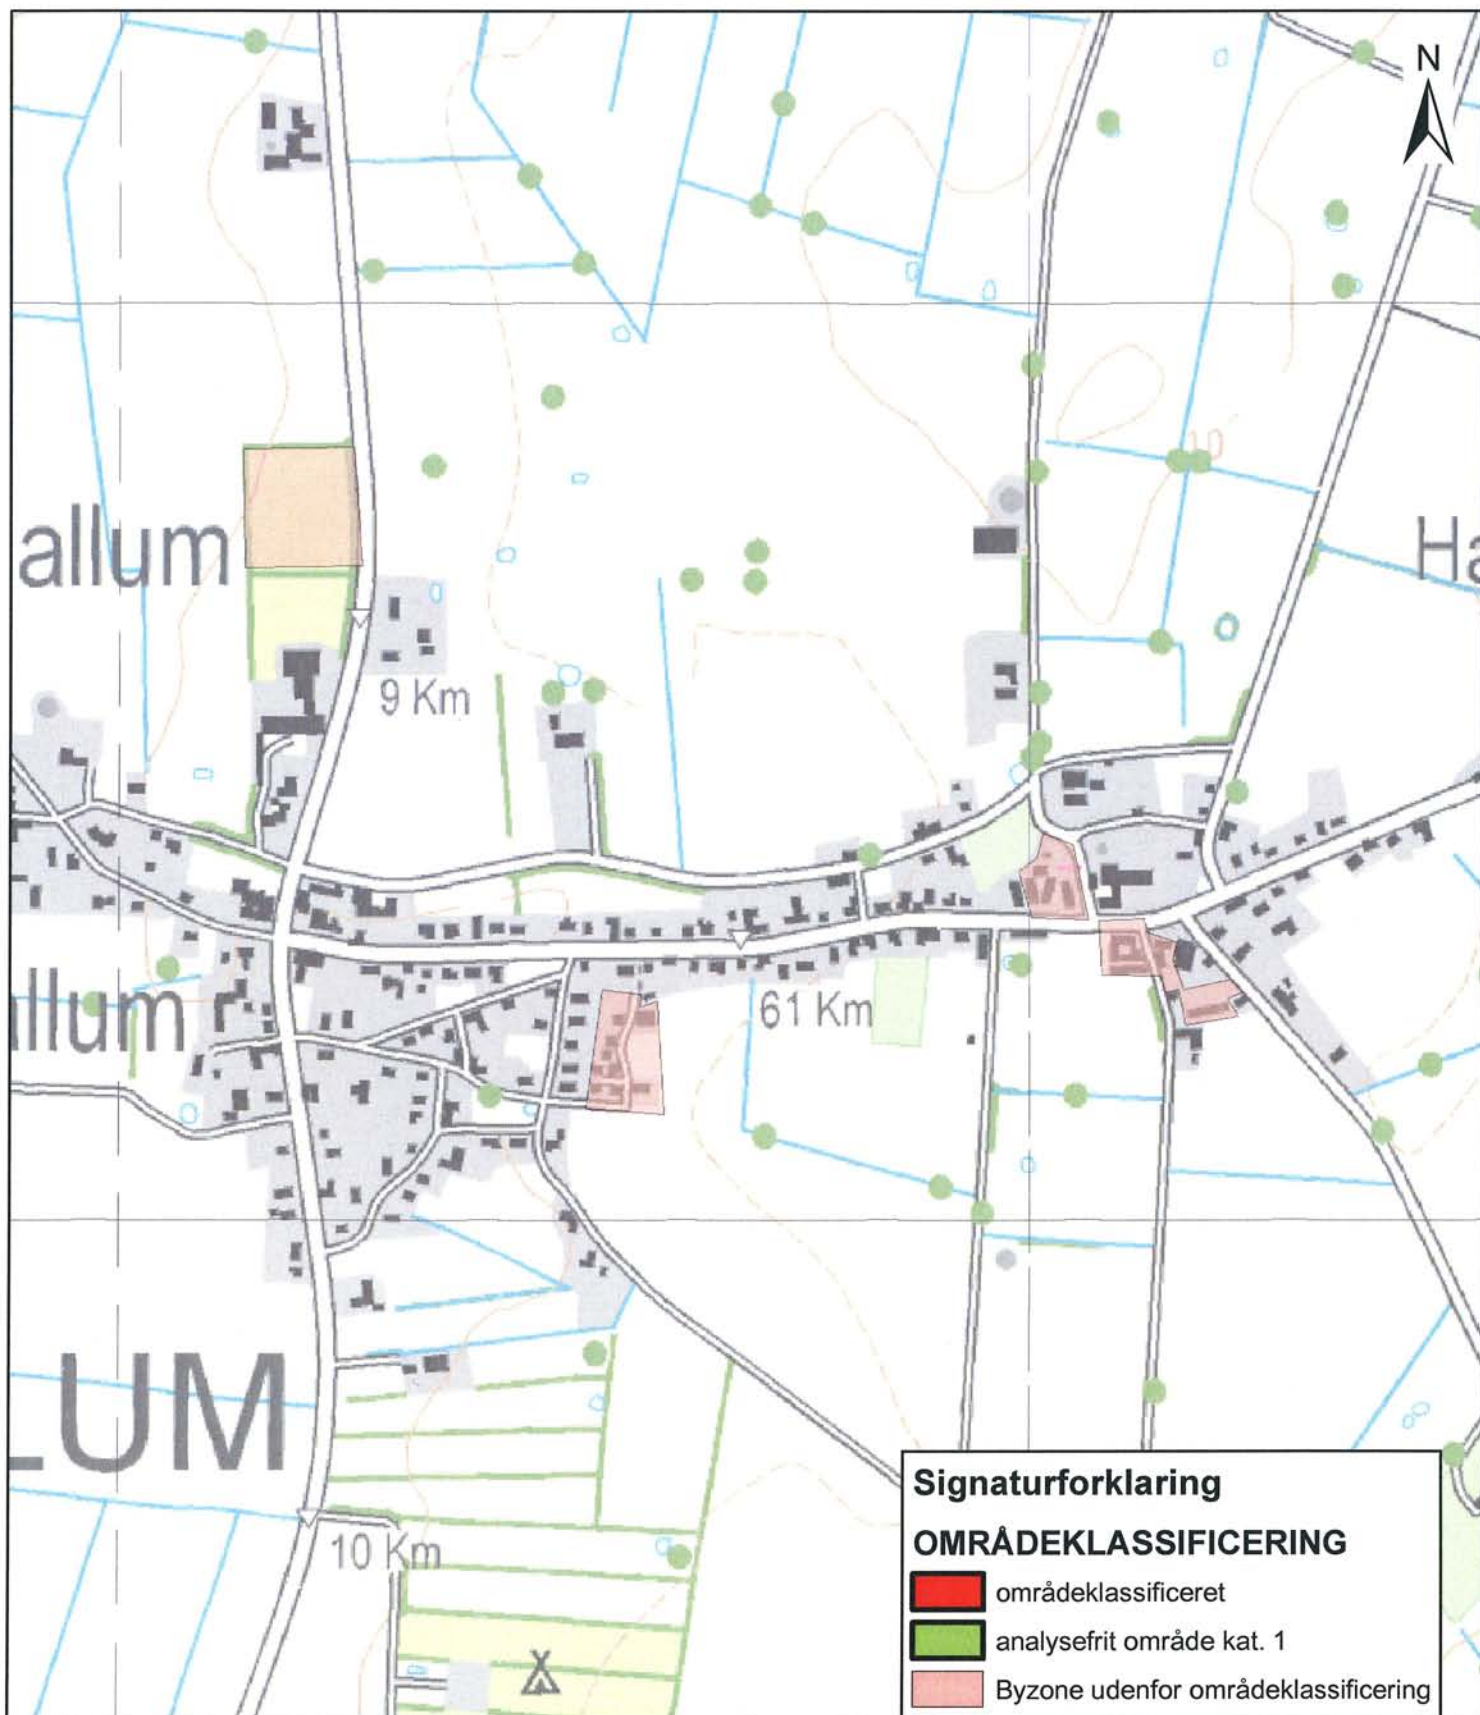 N
allum
Ha
9 Km
allum
61 Km
LUM
10 Km
Signaturforklaring
OMRÅDEKLASSIFICERING
områdeklassificeret
analysefrit område kat. 1
Byzone udenfor områdeklassificering